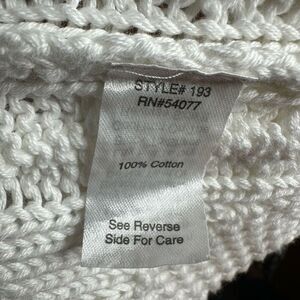 STYLE# 193
RN#54077
100% Cotton
See Reverse
Side For Care